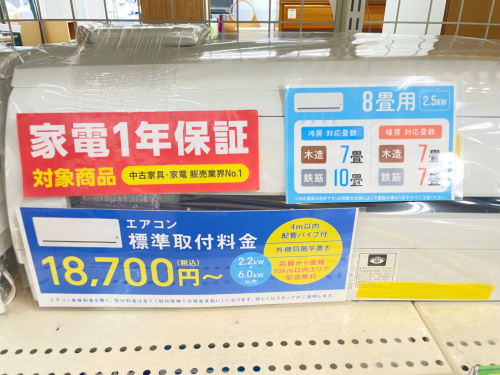 家電1年保証
対象商品
中古家具・家電 販売業界No.1
8畳用
2.5kW
冷房 対応畳数
木造 7畳
鉄筋 10畳
暖房 対応畳数
木造 7畳
鉄筋 7畳
エアコン
標準取付料金
18,700円(税込)～
2.2kW
～
6.0kW
以内
4m以内
配管パイプ付
外機同階平置き
店舗から直線
10km以内エリア
配送無料